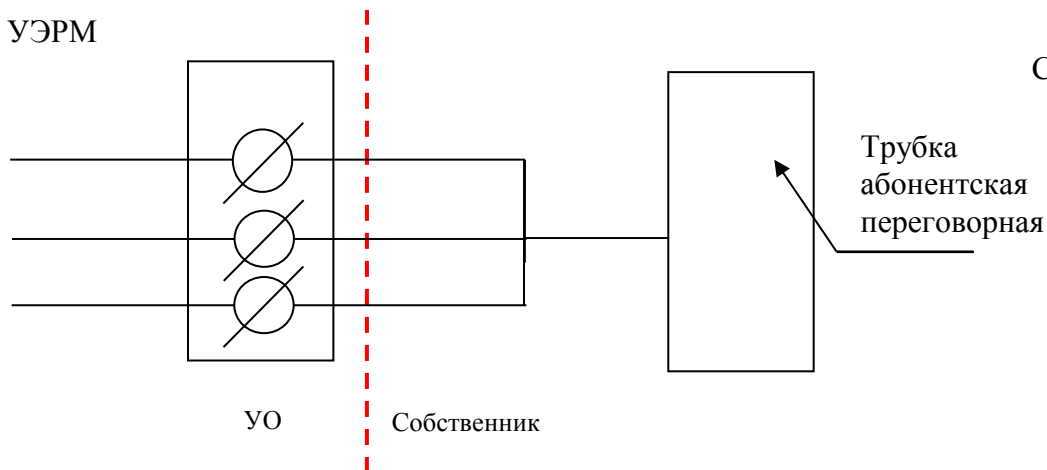 УЭРМ
С
Трубка
абонентская
переговорная
УО
Собственник